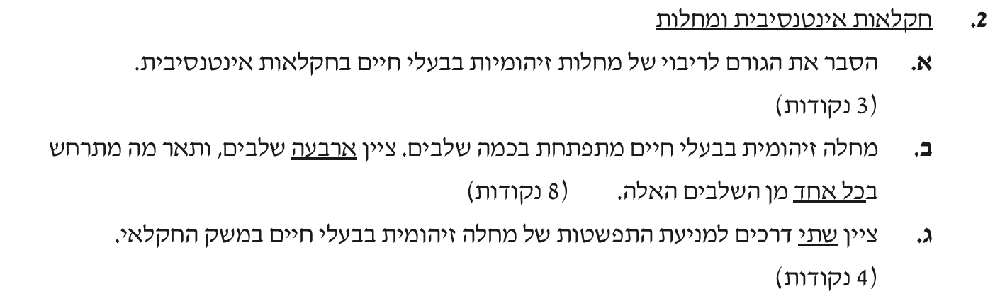 2. חקלאות אינטנסיבית ומחלות
א. הסבר את הגורם לריבוי של מחלות זיהומיות בבעלי חיים בחקלאות אינטנסיבית.
(3 נקודות)
ב. מחלה זיהומית בבעלי חיים מתפתחת בכמה שלבים. ציין ארבעה שלבים, ותאר מה מתרחש
בכל אחד מן השלבים האלה. (8 נקודות)
ג. ציין שתי דרכים למניעת התפשטות של מחלה זיהומית בבעלי חיים במשק החקלאי.
(4 נקודות)